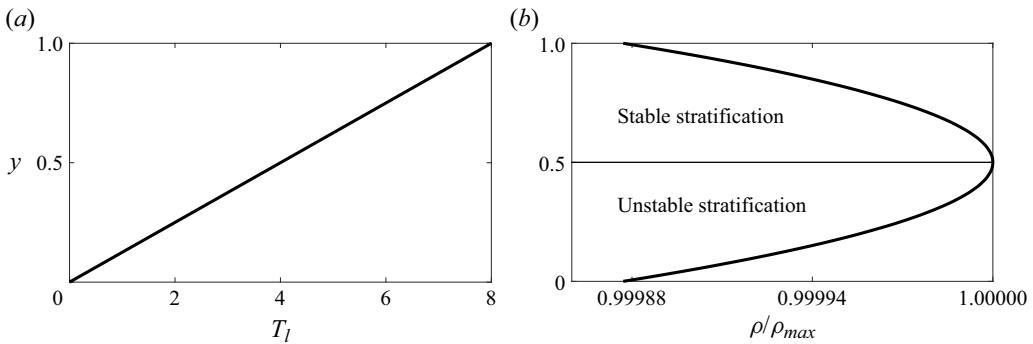 (a)
1.0
y 0.5
0
0 2 4 6 8
T_l
(b)
1.0
Stable stratification
0.5
Unstable stratification
0
0.99988 0.99994 1.00000
ρ/ρ_max